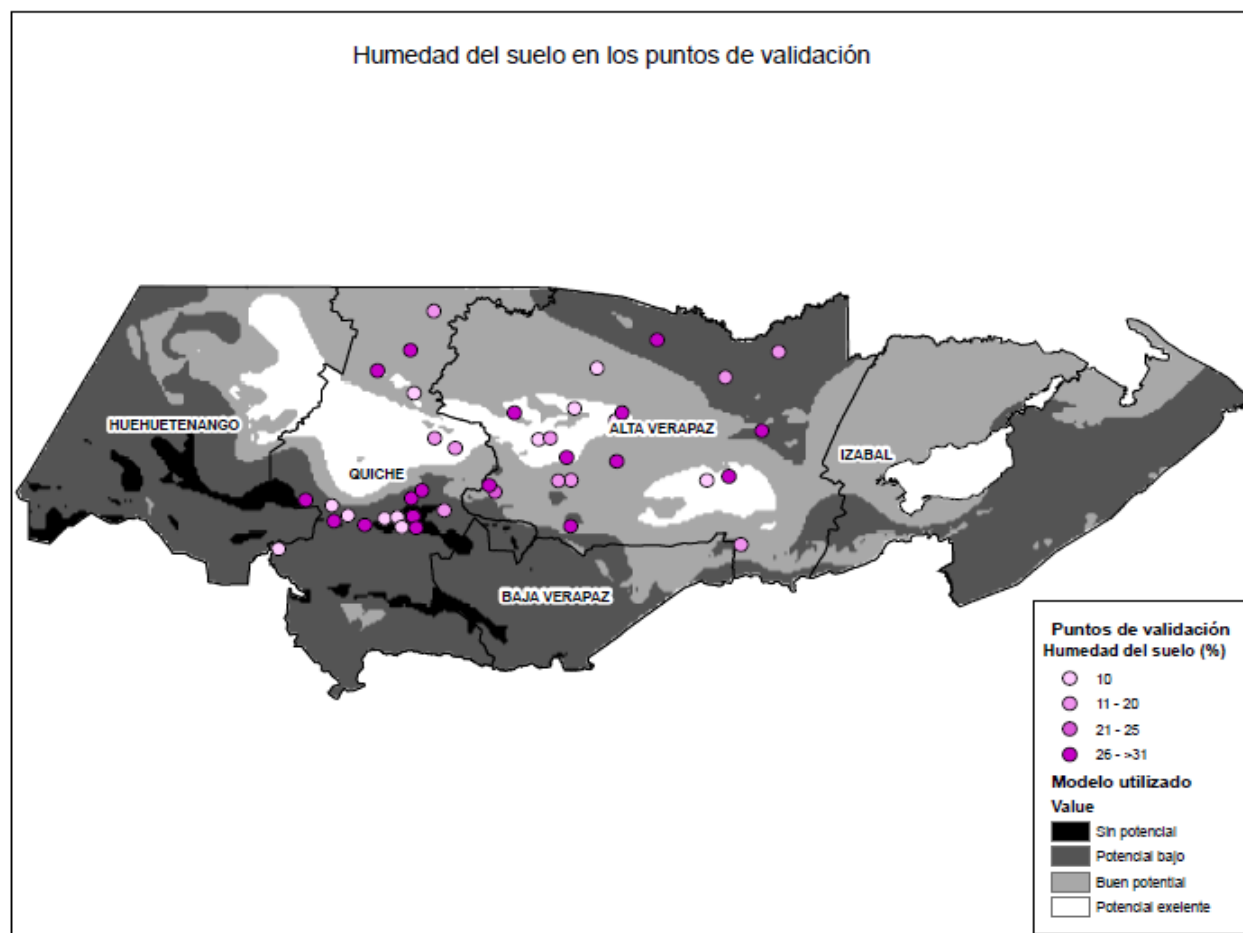 Humedad del suelo en los puntos de validación
HUEHUETENANGO
QUICHE
ALTA VERAPAZ
IZABAL
BAJA VERAPAZ
Puntos de validación
Humedad del suelo (%)
10
11 - 20
21 - 25
26 - >31
Modelo utilizado
Value
Sin potencial
Potencial bajo
Buen potential
Potencial exelente